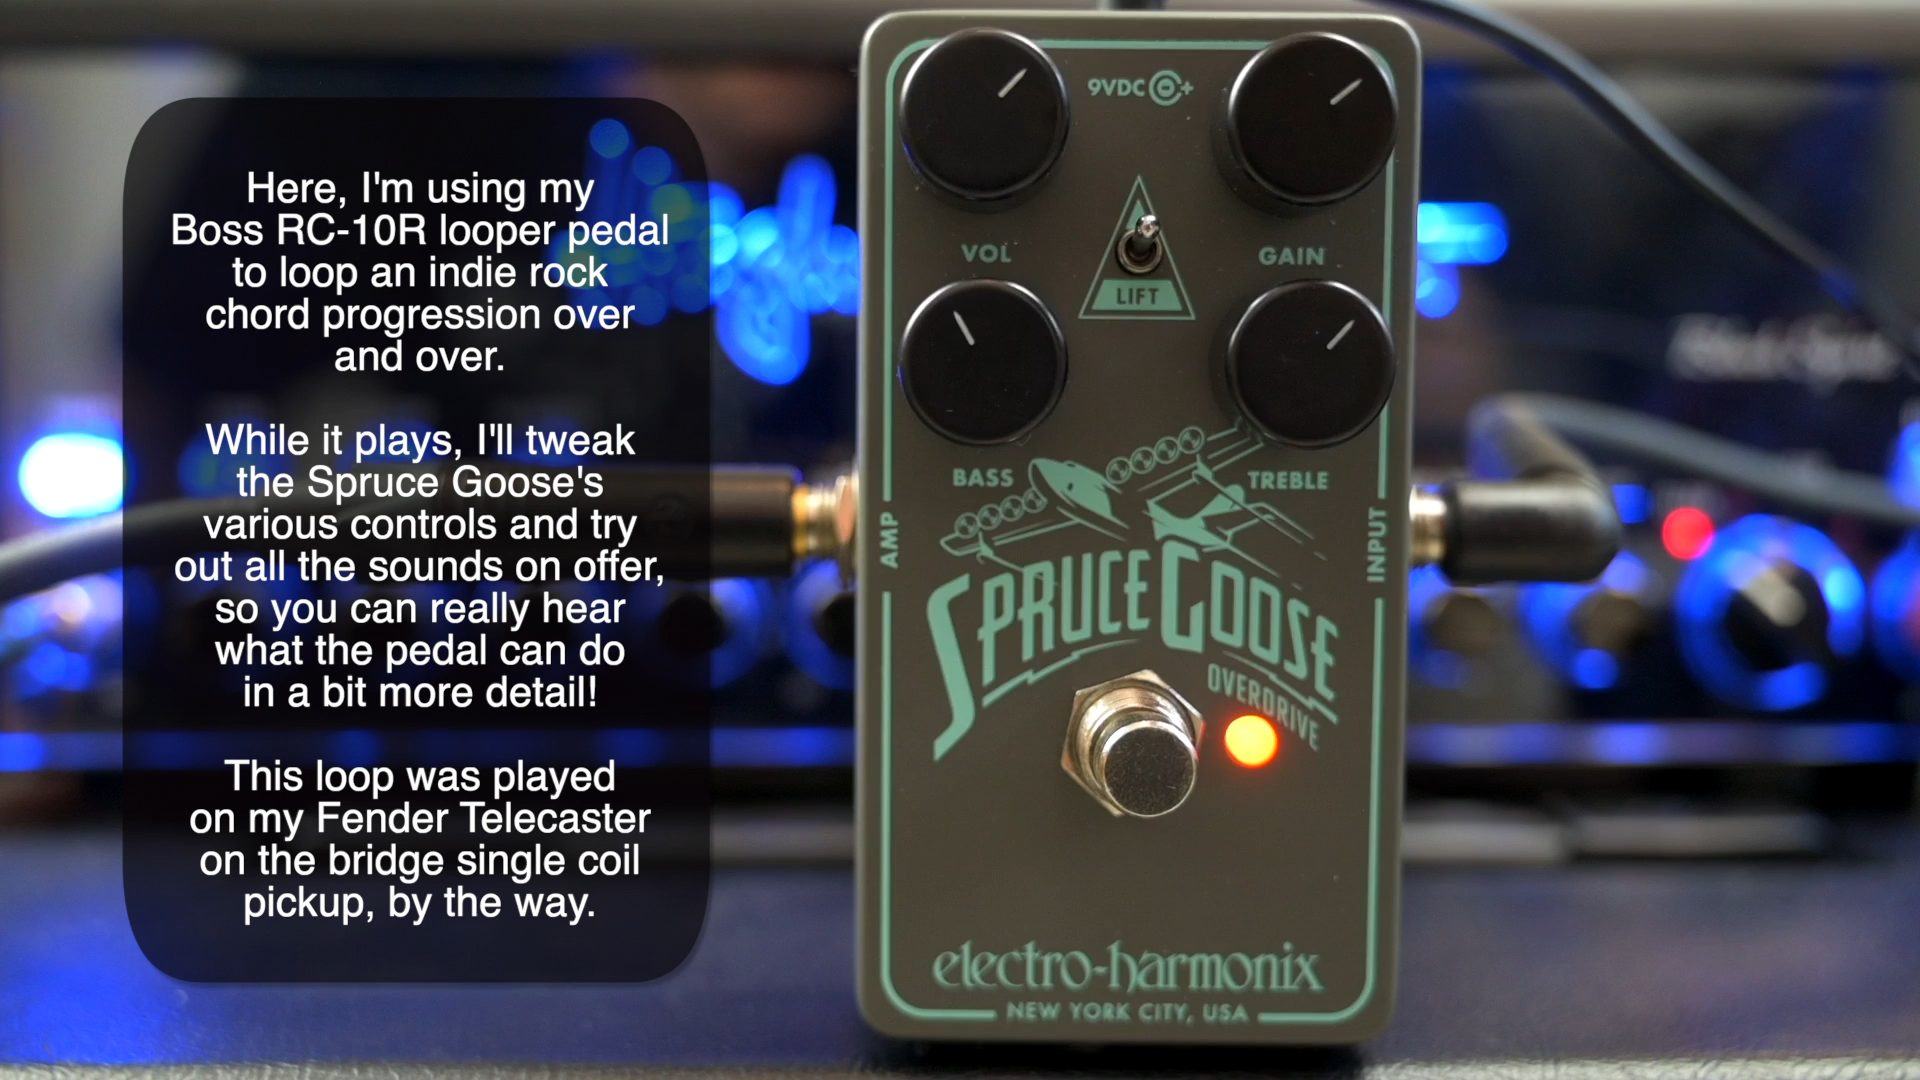 Here, I'm using my
Boss RC-10R looper pedal
to loop an indie rock
chord progression over
and over.
While it plays, I'll tweak
the Spruce Goose's
various controls and try
out all the sounds on offer,
so you can really hear
what the pedal can do
in a bit more detail!
This loop was played
on my Fender Telecaster
on the bridge single coil
pickup, by the way.
9VDC - +
VOL
GAIN
LIFT
BASS
TREBLE
AMP
INPUT
SPRUCE GOOSE
OVERDRIVE
electro-harmonix
NEW YORK CITY, USA